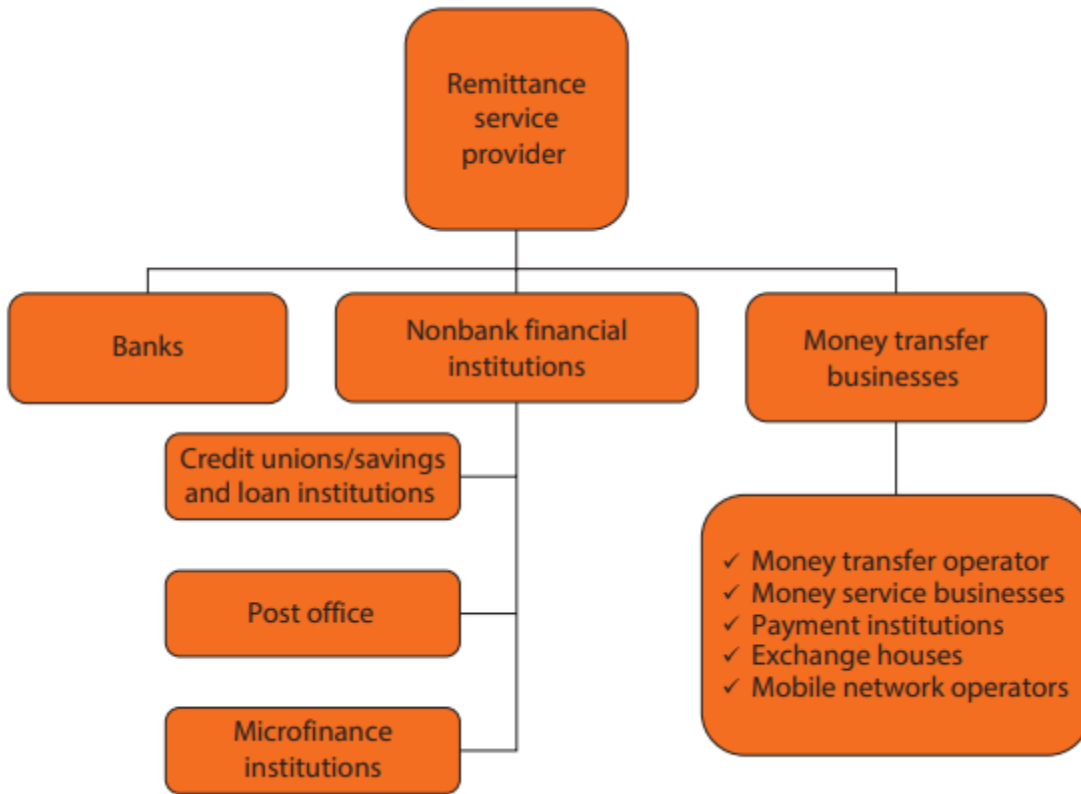 Remittance
service
provider
Banks
Nonbank financial
institutions
Money transfer
businesses
Credit unions/savings
and loan institutions
Post office
Microfinance
institutions
✓ Money transfer operator
✓ Money service businesses
✓ Payment institutions
✓ Exchange houses
✓ Mobile network operators